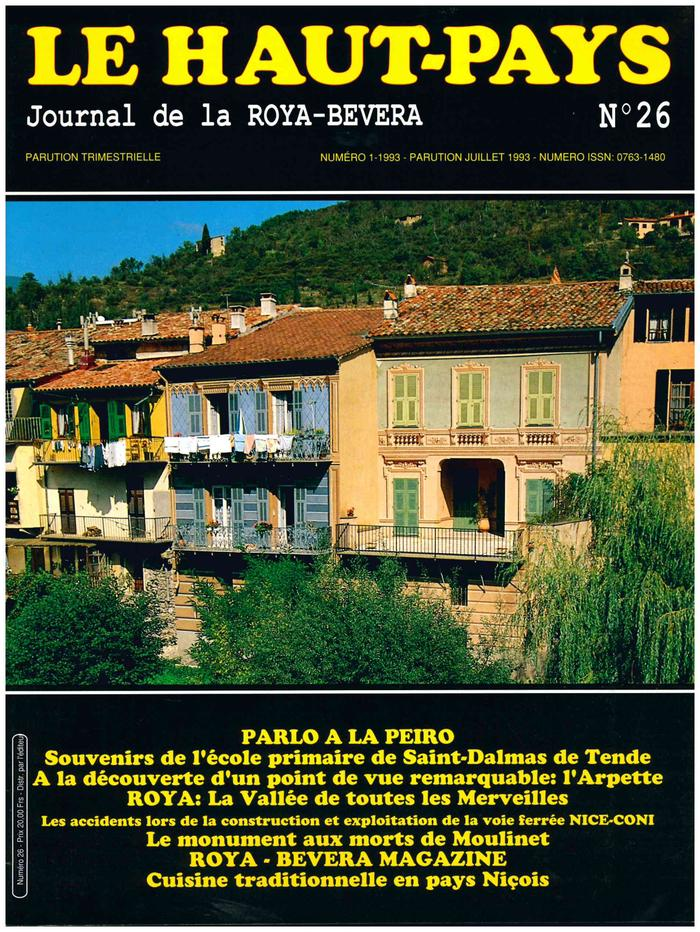 LE HAUT-PAYS
Journal de la ROYA-BEVERA N°26
PARUTION TRIMESTRIELLE NUMÉRO 1-1993 - PARUTION JUILLET 1993 - NUMERO ISSN: 0763-1480
PARLO A LA PEIRO
Souvenirs de l'école primaire de Saint-Dalmas de Tende
A la découverte d'un point de vue remarquable: l'Arpette
ROYA: La Vallée de toutes les Merveilles
Les accidents lors de la construction et exploitation de la voie ferrée NICE-CONI
Le monument aux morts de Moulinet
ROYA - BEVERA MAGAZINE
Cuisine traditionnelle en pays Niçois
Numéro 26 - Prix 20,00 Frs - Distr. par l'éditeur